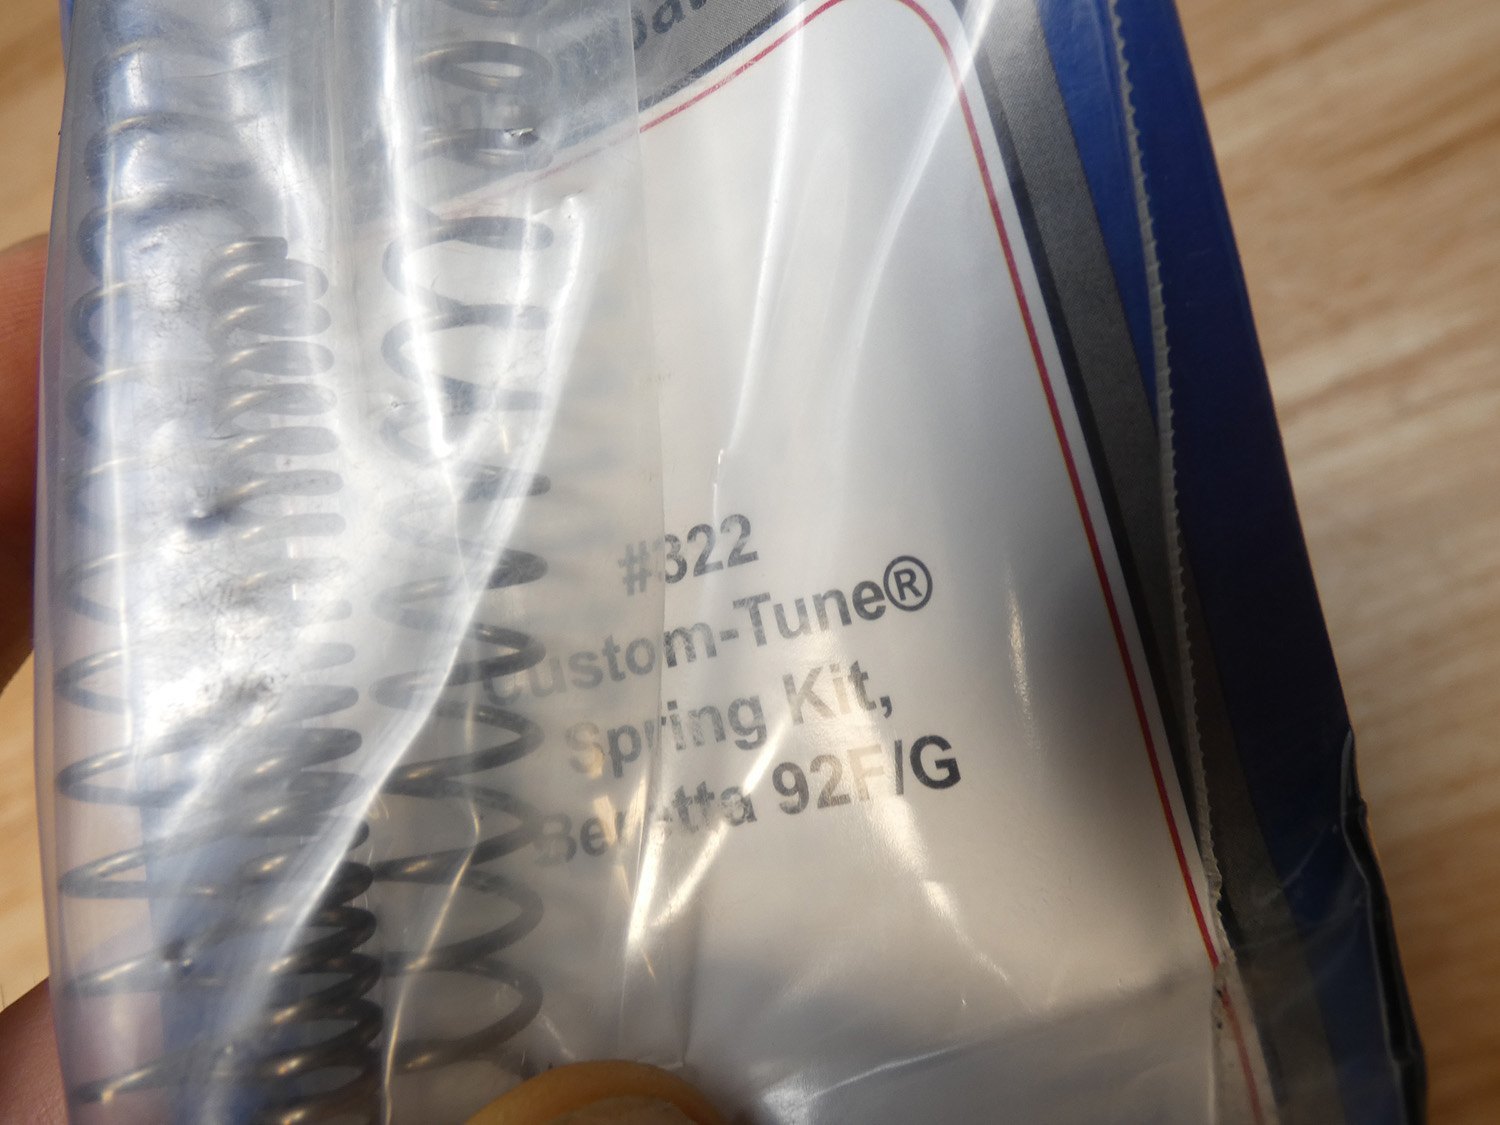 #322
Custom-Tune®
Spring Kit,
Beretta 92F/G